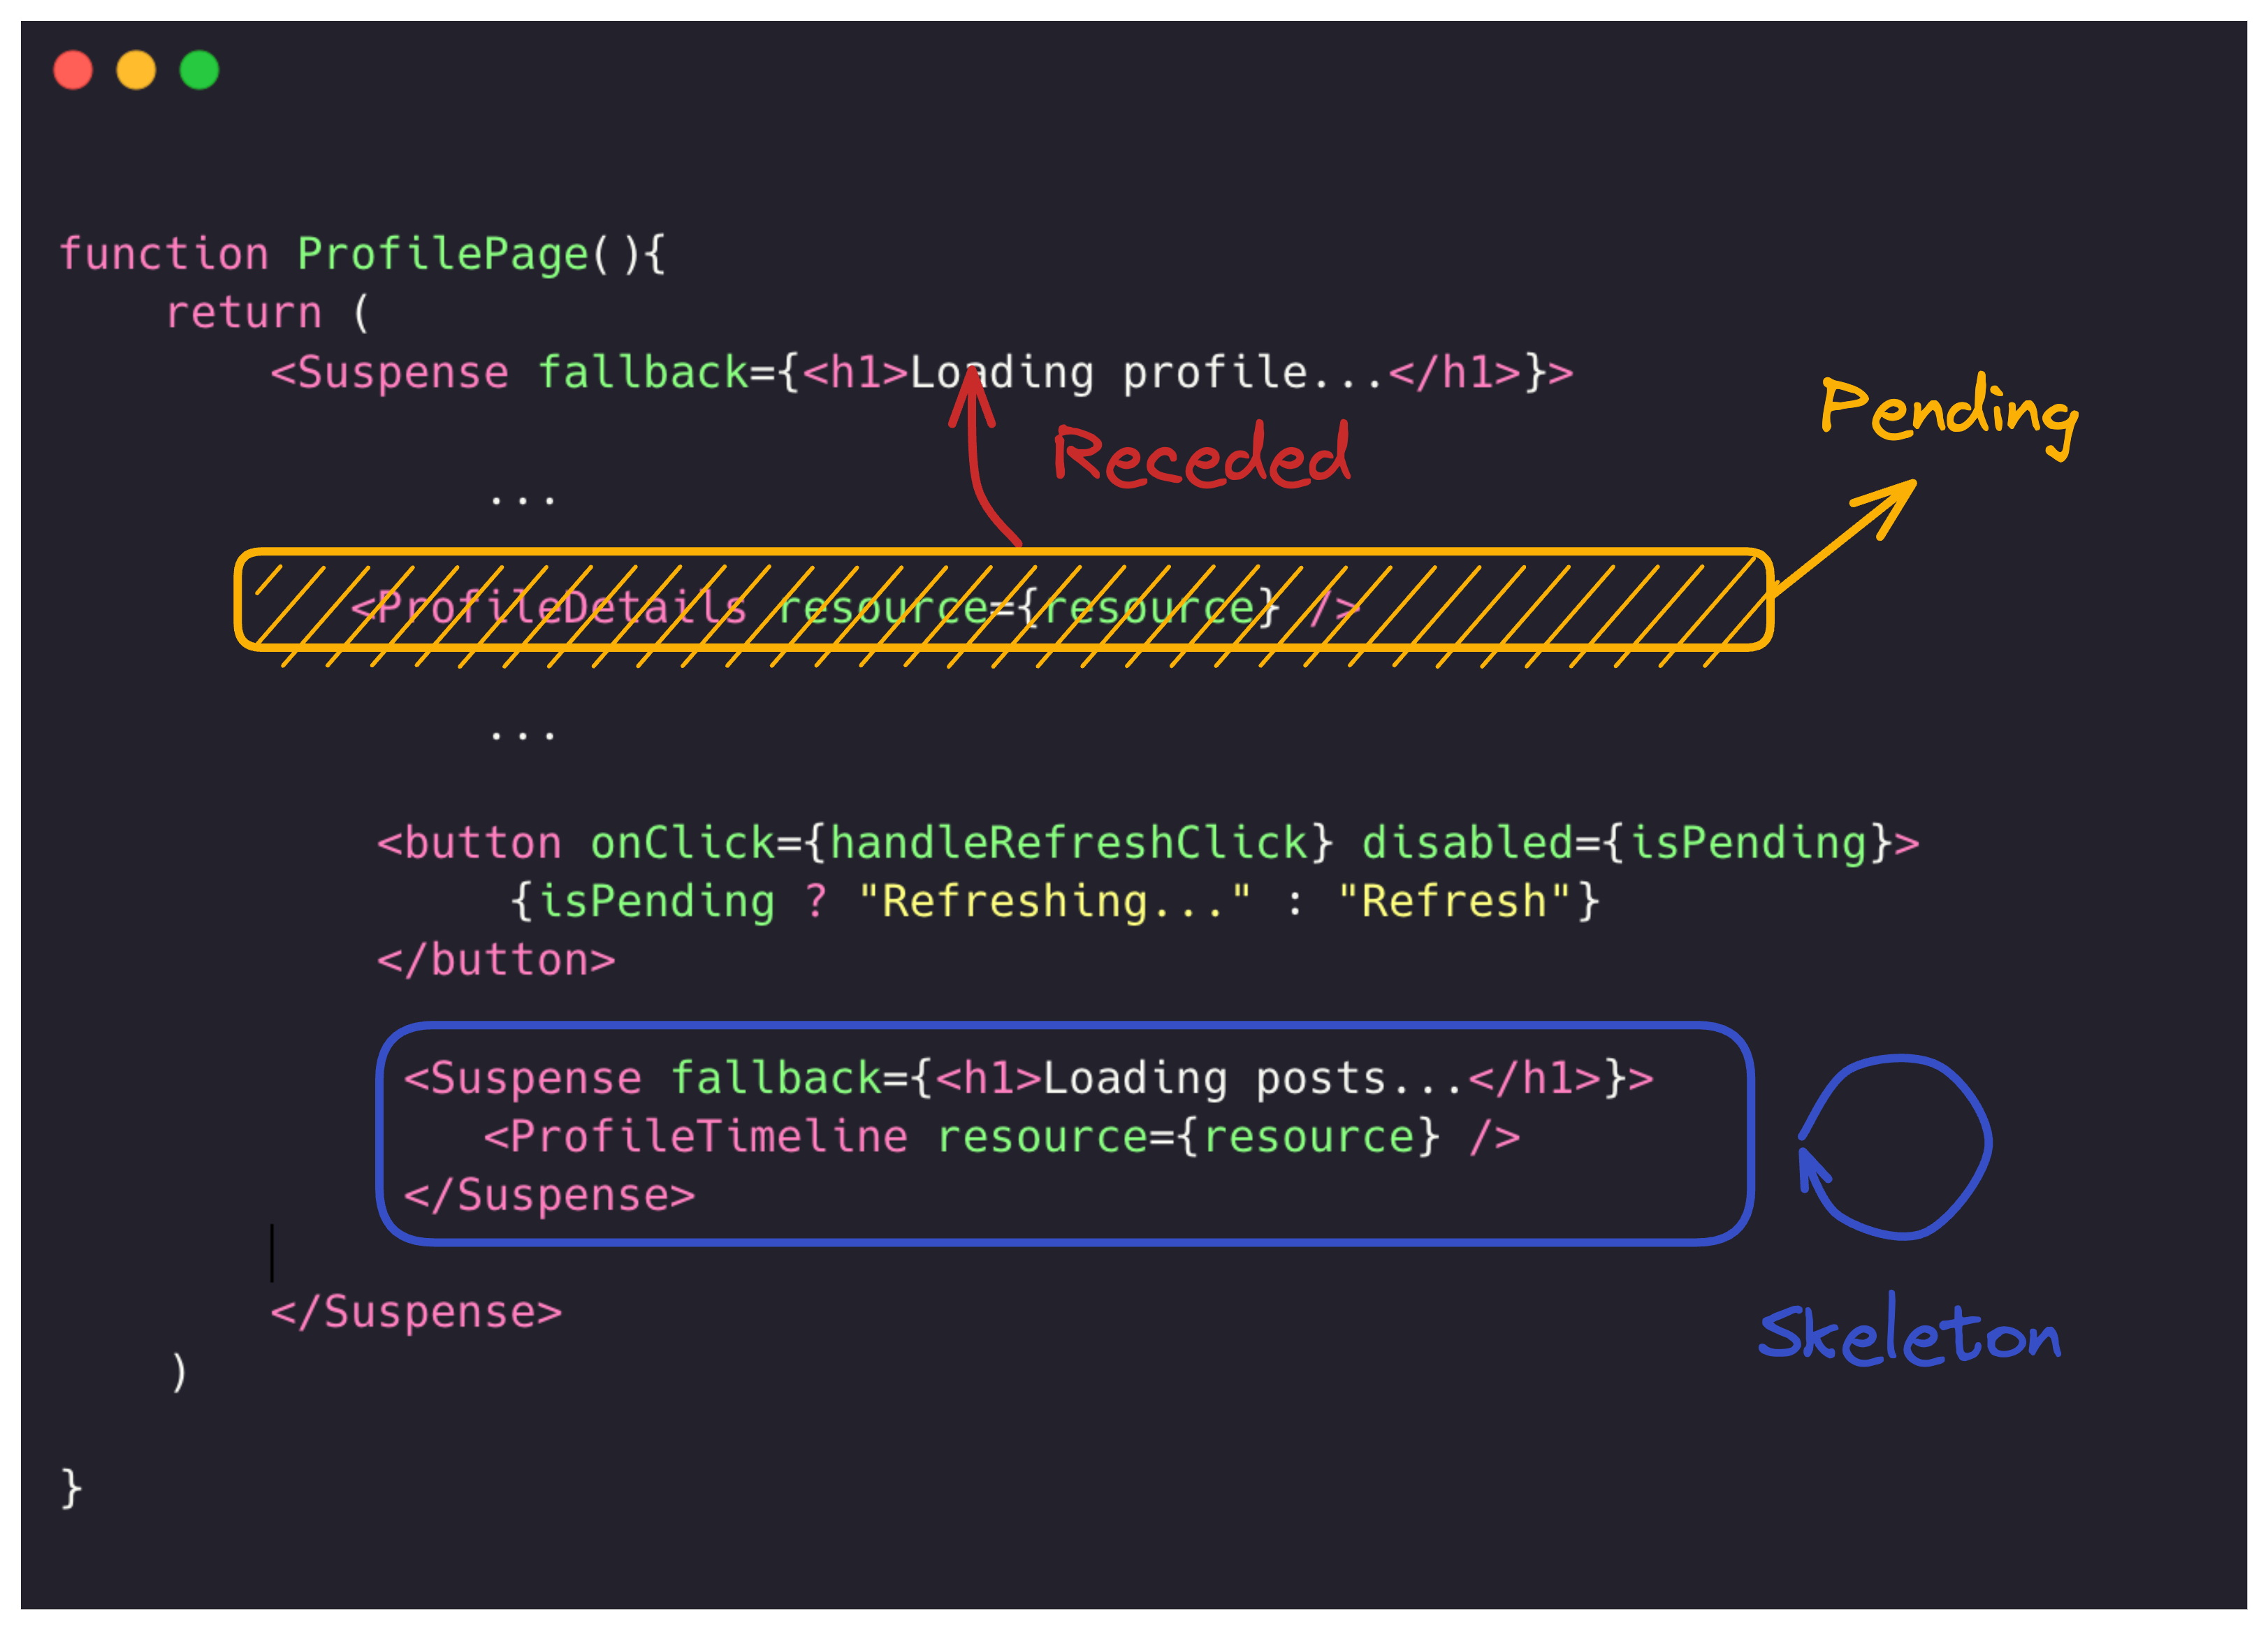 function ProfilePage(){
return (
<Suspense fallback={<h1>Loading profile...</h1>}>
Pending
Receded
...
<ProfileDetails resource={resource} />
...
<button onClick={handleRefreshClick} disabled={isPending}>
{isPending ? "Refreshing..." : "Refresh"}
</button>
<Suspense fallback={<h1>Loading posts...</h1>}>
<ProfileTimeline resource={resource} />
</Suspense>
</Suspense>
Skeleton
)
}